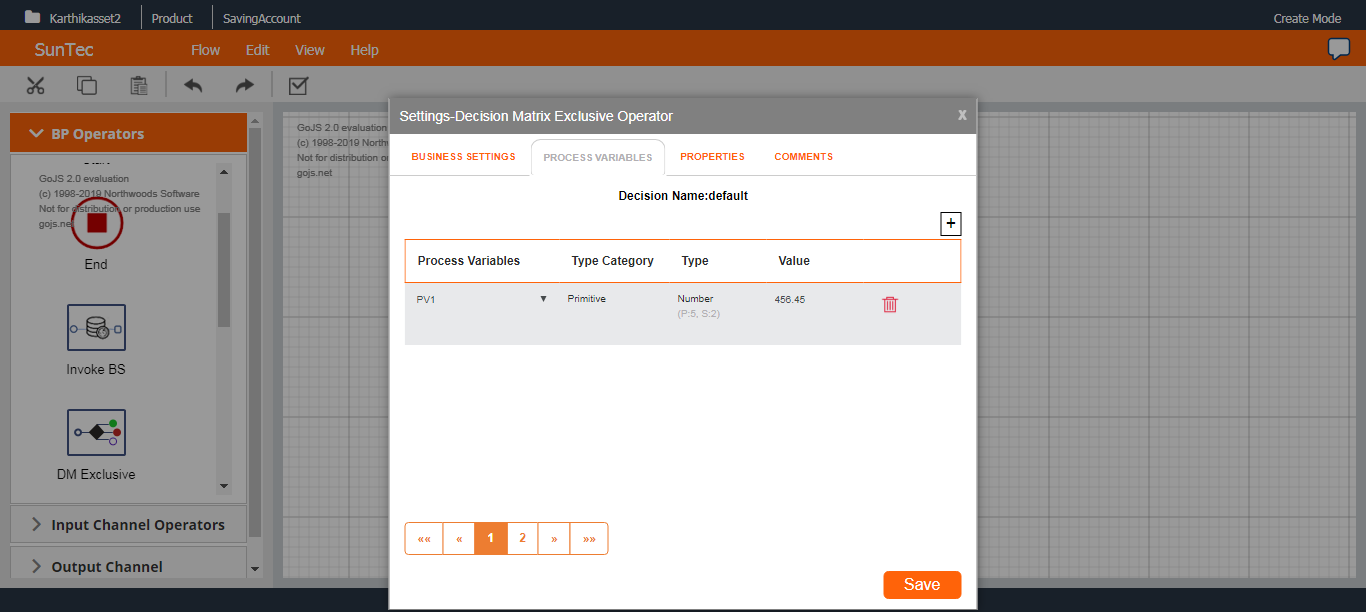 Karthikasset2 Product SavingAccount Create Mode
SunTec Flow Edit View Help
BP Operators
GoJS 2.0 evaluation
(c) 1998-2019 Northwoods Software
Not for distribution or production use
gojs.net
End
Invoke BS
DM Exclusive
Input Channel Operators
Output Channel
GoJS 2.0 evaluation
(c) 1998-2019
Not for distribution
gojs.net
Settings-Decision Matrix Exclusive Operator x
BUSINESS SETTINGS PROCESS VARIABLES PROPERTIES COMMENTS
Decision Name:default
+
Process Variables Type Category Type Value
PV1 Primitive Number 456.45
(P:5, S:2)
«« « 1 2 » »»
Save